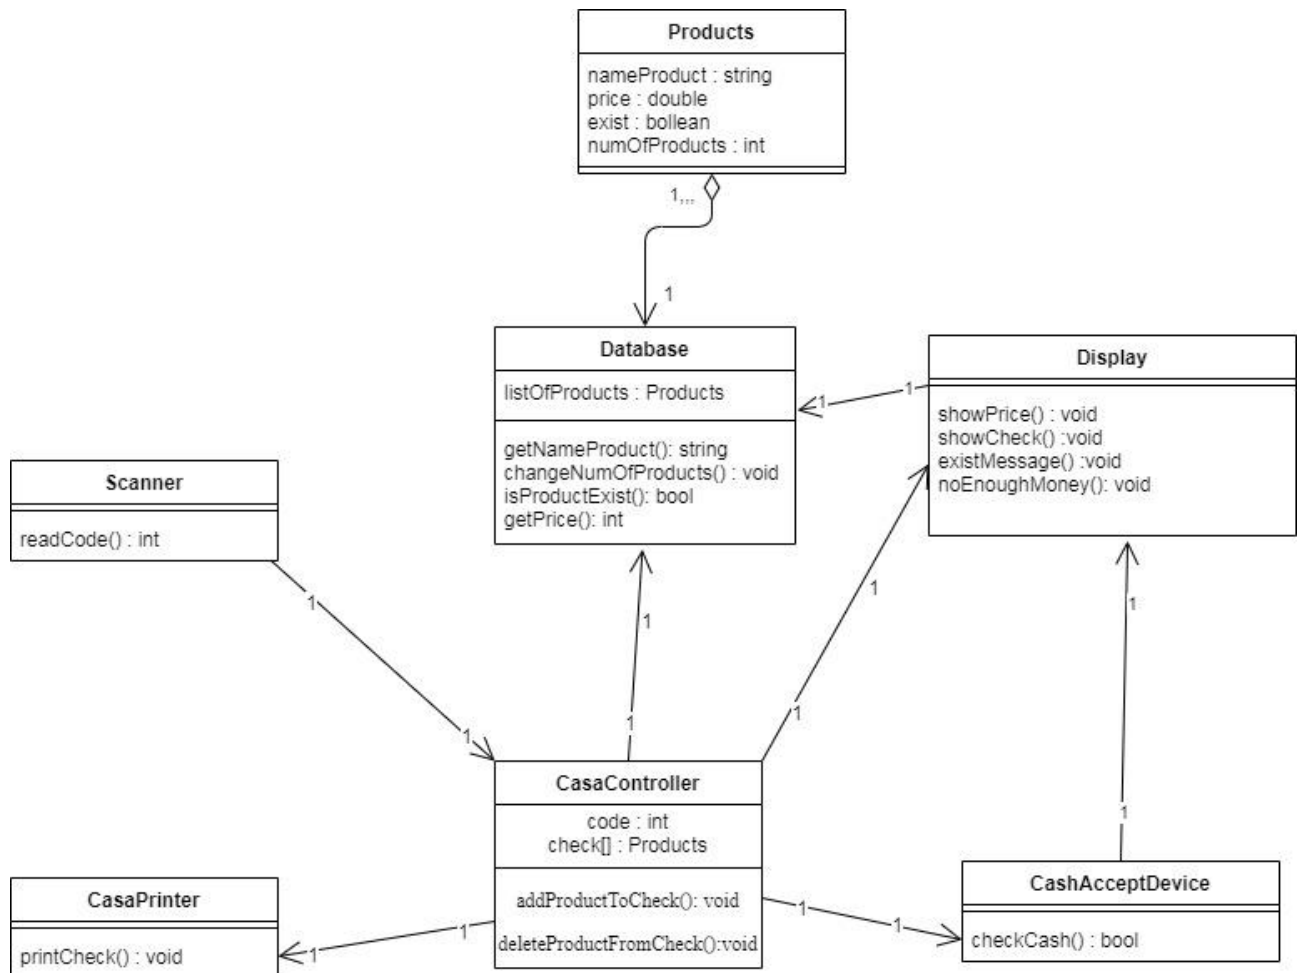 Products
nameProduct : string
price : double
exist : bollean
numOfProducts : int
1,,,
1
Database
listOfProducts : Products
getNameProduct(): string
changeNumOfProducts() : void
isProductExist(): bool
getPrice(): int
1
1
Display
showPrice() : void
showCheck() :void
existMessage() :void
noEnoughMoney(): void
Scanner
readCode() : int
1
1
1
1
1
1
1
1
CasaController
code : int
check[] : Products
addProductToCheck(): void
deleteProductFromCheck():void
1
1
1
1
CasaPrinter
printCheck() : void
CashAcceptDevice
checkCash() : bool